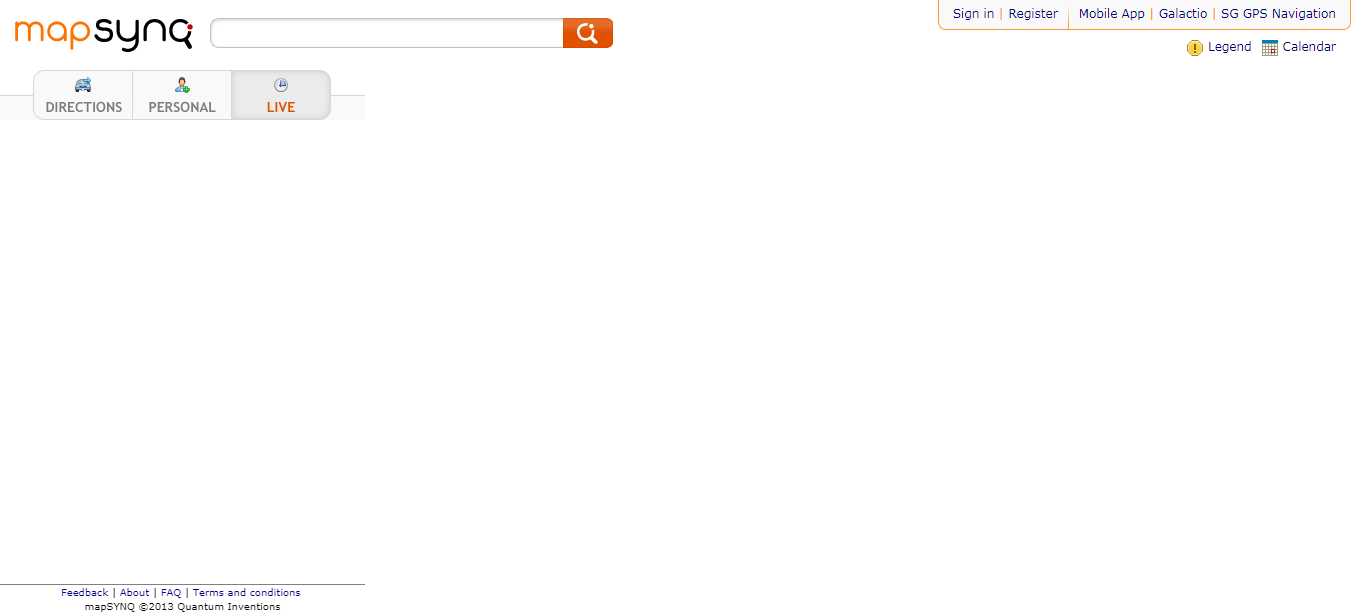 mapsynq
Sign in | Register
Mobile App | Galactio | SG GPS Navigation
Legend
Calendar
DIRECTIONS
PERSONAL
LIVE
Feedback | About | FAQ | Terms and conditions
mapSYNQ ©2013 Quantum Inventions